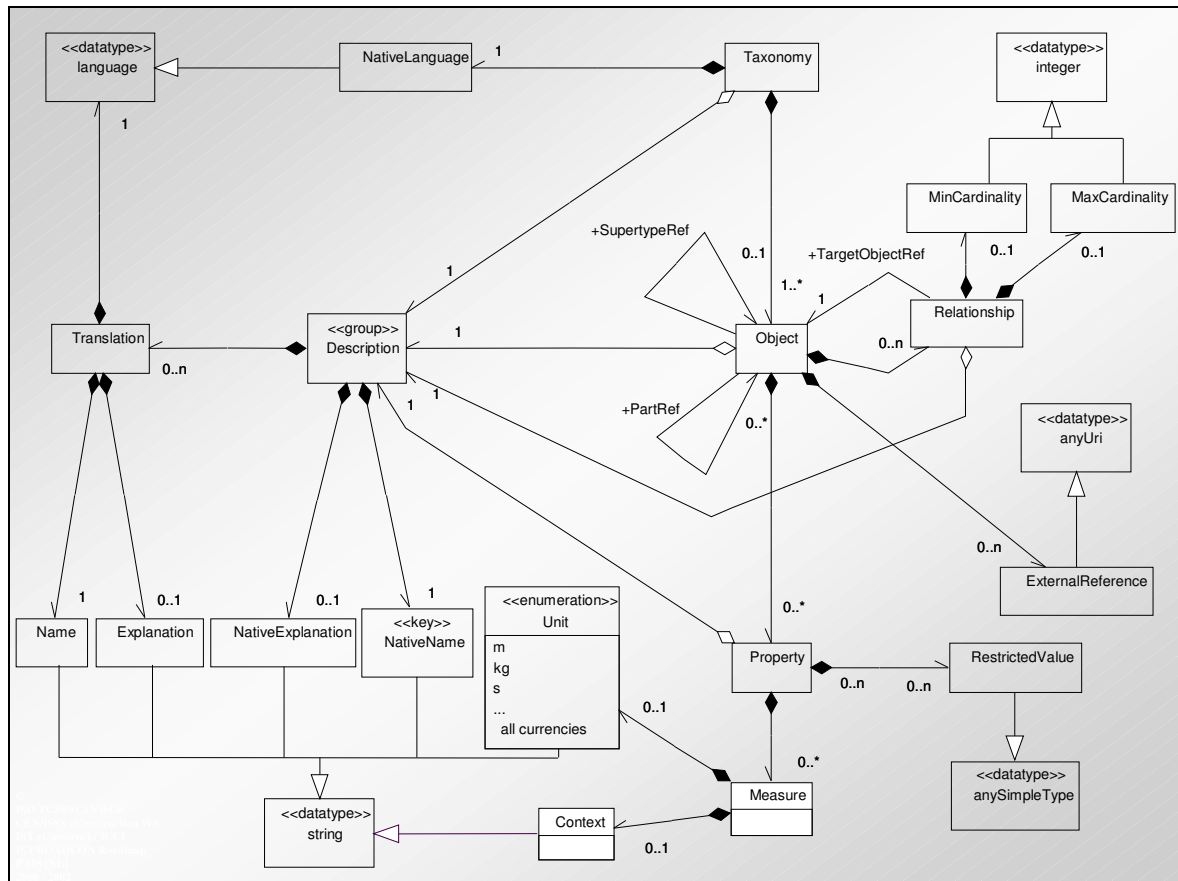 <<datatype>>
language
NativeLanguage
1
Taxonomy
<<datatype>>
integer
1
MinCardinality
MaxCardinality
+SupertypeRef
0..1
+TargetObjectRef
0..1
0..1
1
1..*
1
Translation
<<group>>
Description
1
Object
0..n
Relationship
0..n
1
1
+PartRef
0..*
<<datatype>>
anyUri
0..n
ExternalReference
1
0..1
0..1
1
<<enumeration>>
Unit
0..*
Name
Explanation
NativeExplanation
<<key>>
NativeName
m
kg
s
...
all currencies
Property
0..n
0..n
RestrictedValue
0..1
0..*
<<datatype>>
anySimpleType
Measure
<<datatype>>
string
Context
0..1